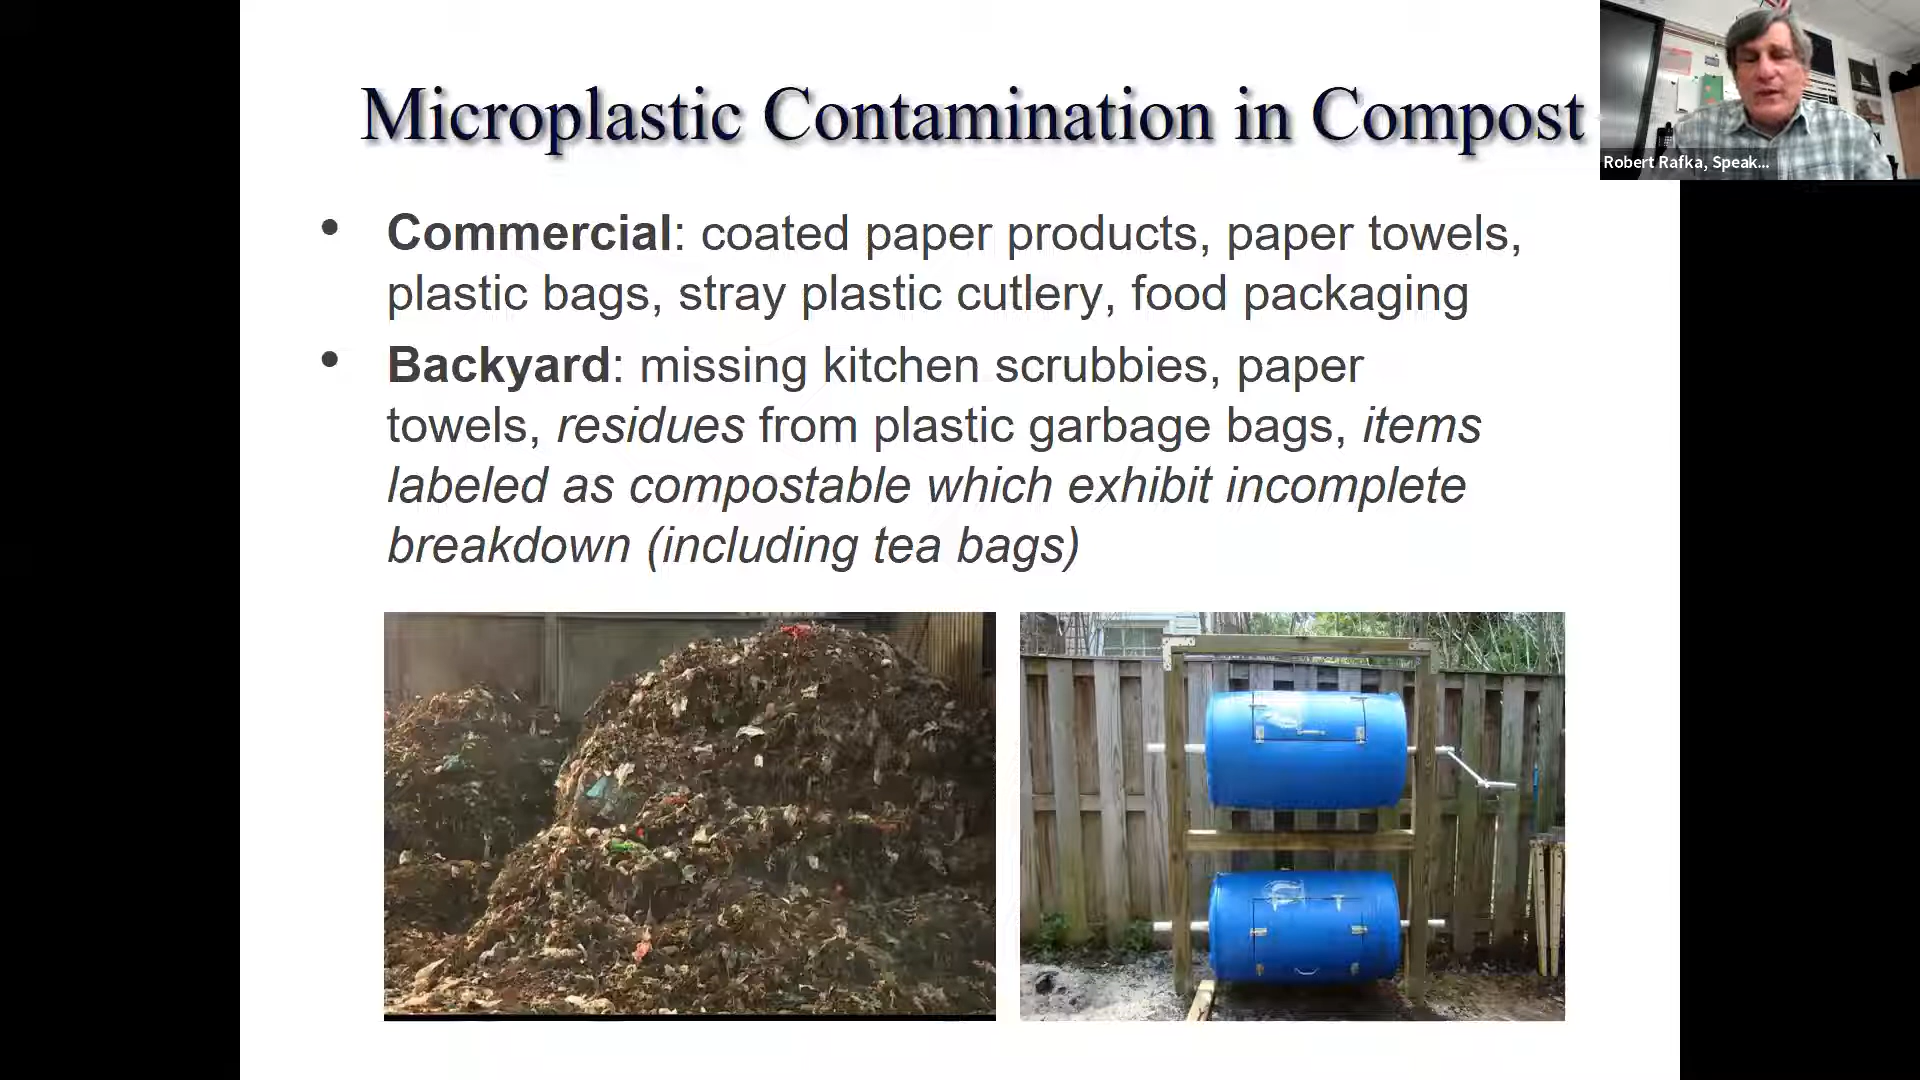 Microplastic Contamination in Compost
Robert Rafka, Speak...
• Commercial: coated paper products, paper towels,
plastic bags, stray plastic cutlery, food packaging
• Backyard: missing kitchen scrubbies, paper
towels, residues from plastic garbage bags, items
labeled as compostable which exhibit incomplete
breakdown (including tea bags)